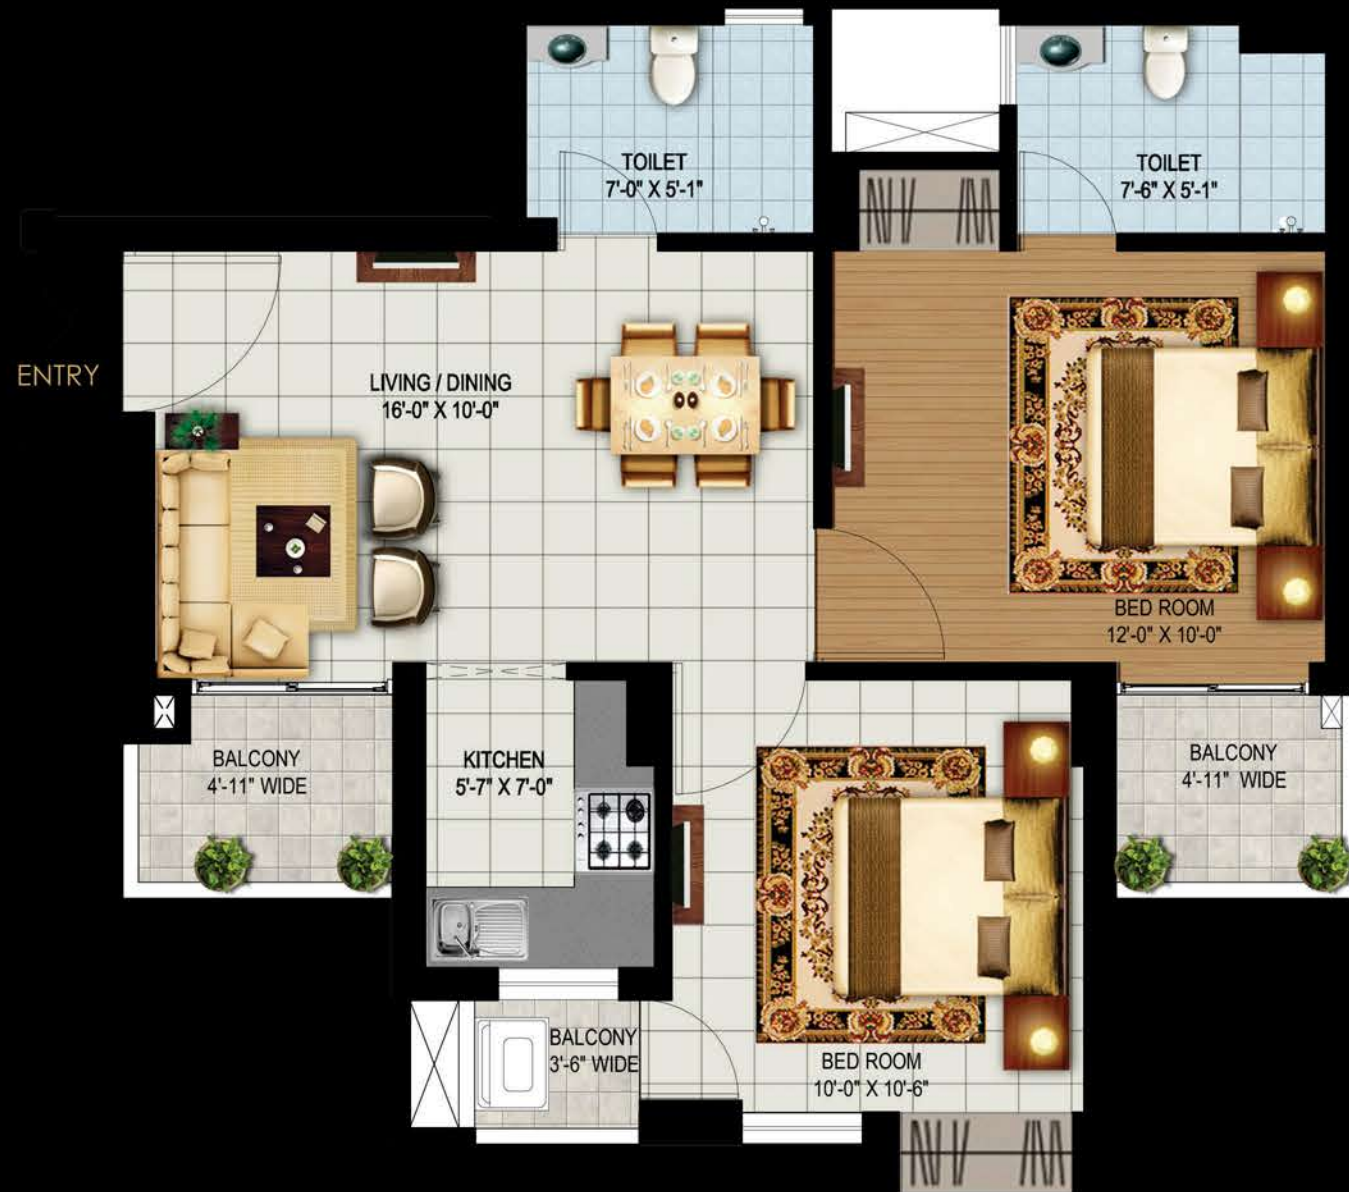 TOILET
7'-0" X 5'-1"
TOILET
7'-6" X 5'-1"
ENTRY
LIVING / DINING
16'-0" X 10'-0"
BED ROOM
12'-0" X 10'-0"
BALCONY
4'-11" WIDE
KITCHEN
5'-7" X 7'-0"
BALCONY
4'-11" WIDE
BALCONY
3'-6" WIDE
BED ROOM
10'-0" X 10'-6"